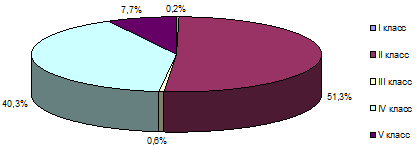 7,7%
0,2%
40,3%
51,3%
0,6%
I класс
II класс
III класс
IV класс
V класс